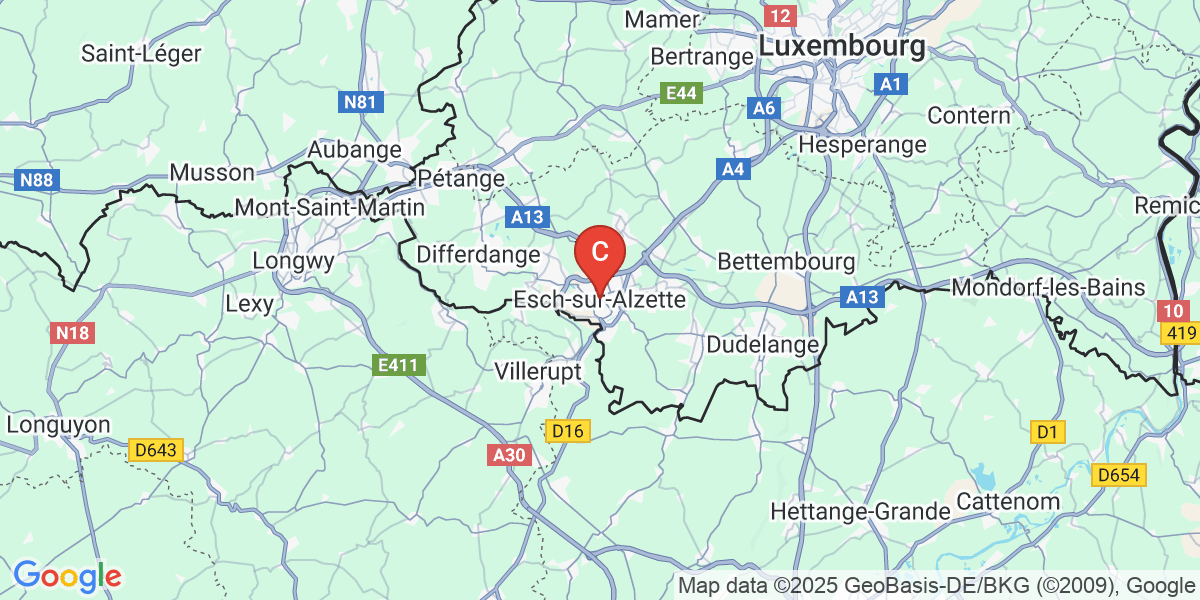 Mamer
12
Luxembourg
Saint-Léger
Bertrange
A1
E44
N81
A6
Contern
Hesperange
Aubange
A4
Musson
N88
Pétange
Mont-Saint-Martin
Remic
A13
Differdange
C
Longwy
Bettembourg
Mondorf-les-Bains
Esch-sur-Alzette
A13
Lexy
10
N18
419
Dudelange
E411
Villerupt
Longuyon
D16
D1
D643
A30
D654
Cattenom
Hettange-Grande
Google
Map data ©2025 GeoBasis-DE/BKG (©2009), Google